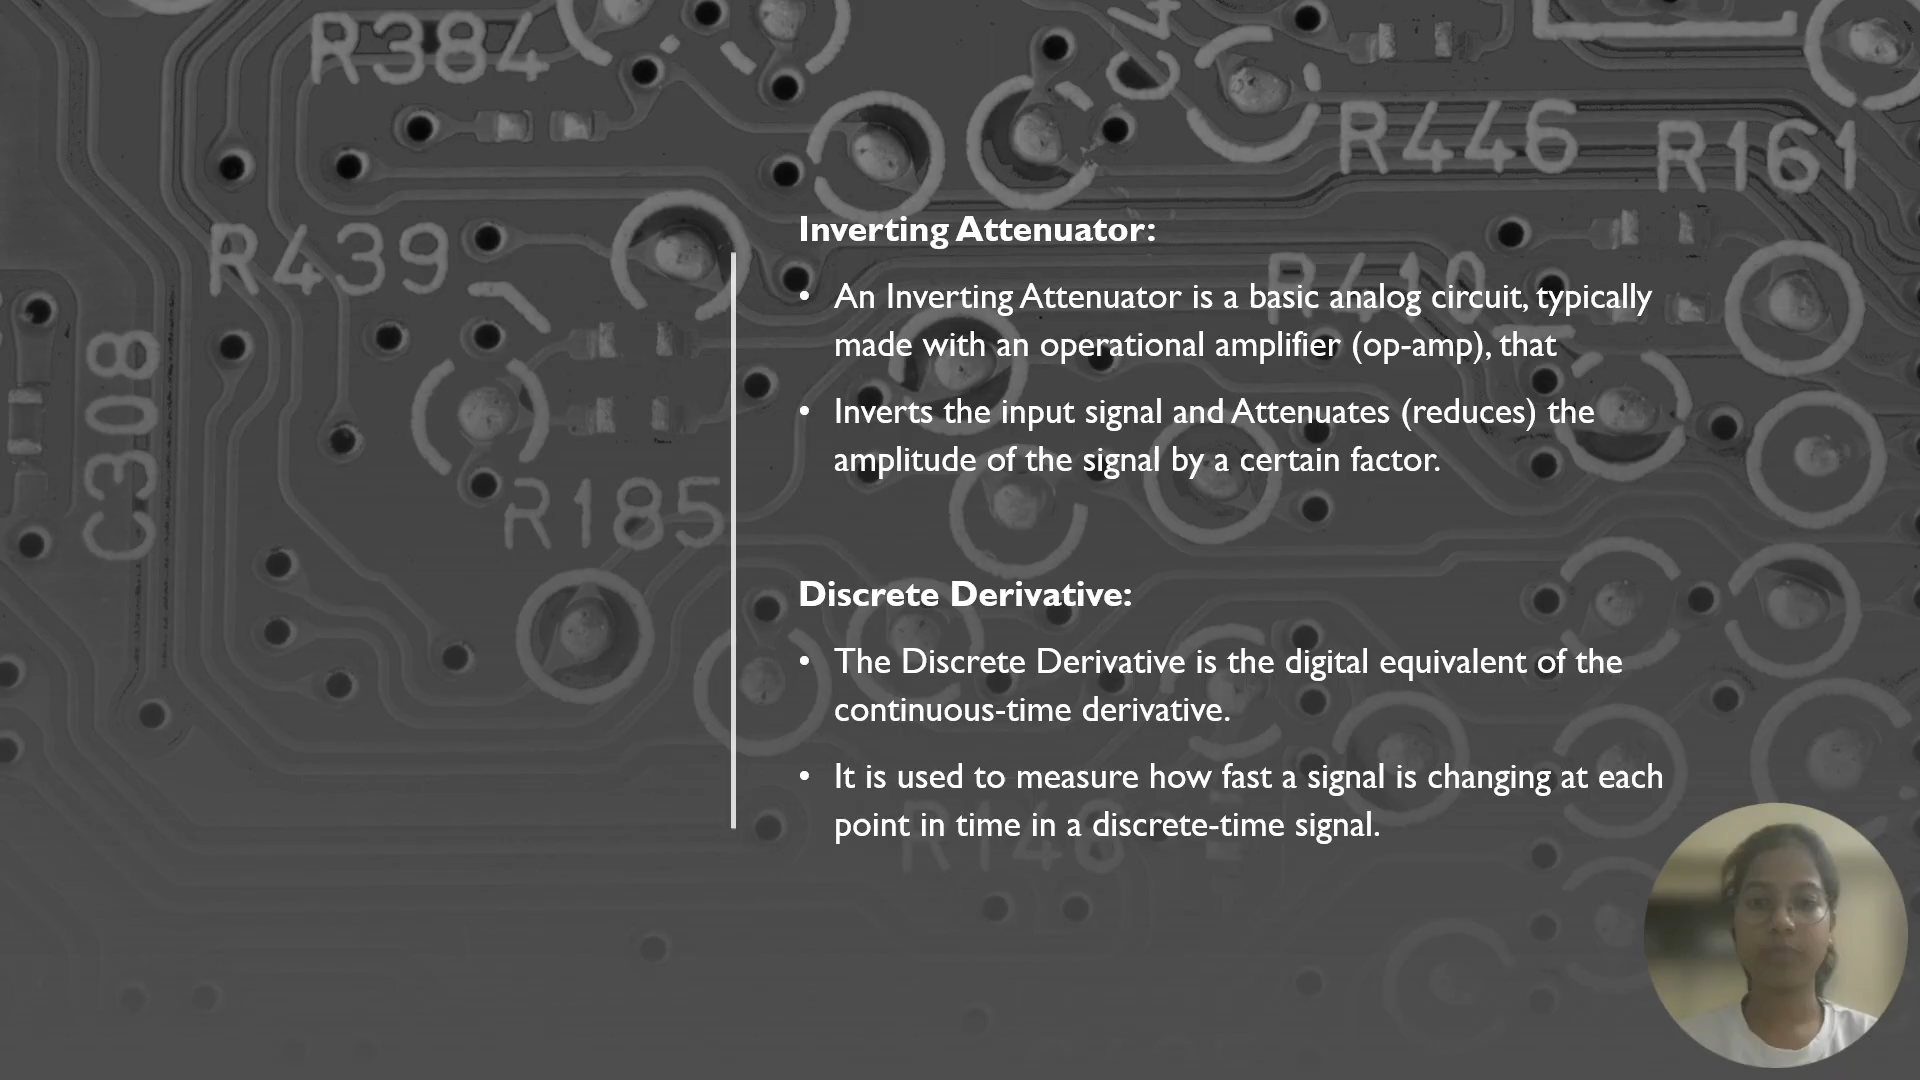 R384
R446
R161
R439
R410
C308
R185
Inverting Attenuator:
• An Inverting Attenuator is a basic analog circuit, typically
made with an operational amplifier (op-amp), that
• Inverts the input signal and Attenuates (reduces) the
amplitude of the signal by a certain factor.
Discrete Derivative:
• The Discrete Derivative is the digital equivalent of the
continuous-time derivative.
• It is used to measure how fast a signal is changing at each
point in time in a discrete-time signal.